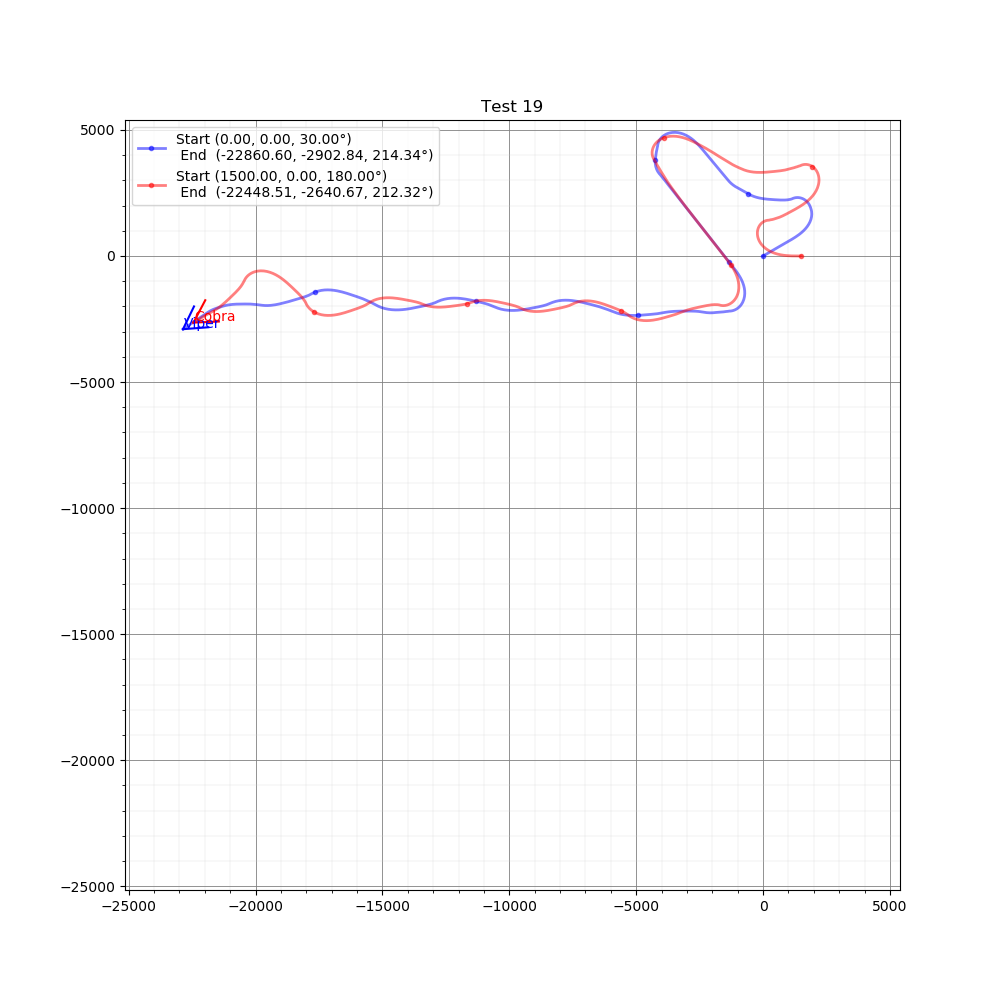 Test 19
Start (0.00, 0.00, 30.00°)
End (-22860.60, -2902.84, 214.34°)
Start (1500.00, 0.00, 180.00°)
End (-22448.51, -2640.67, 212.32°)
5000
0
−5000
−10000
−15000
−20000
−25000
Cobra
Viper
−25000 −20000 −15000 −10000 −5000 0 5000